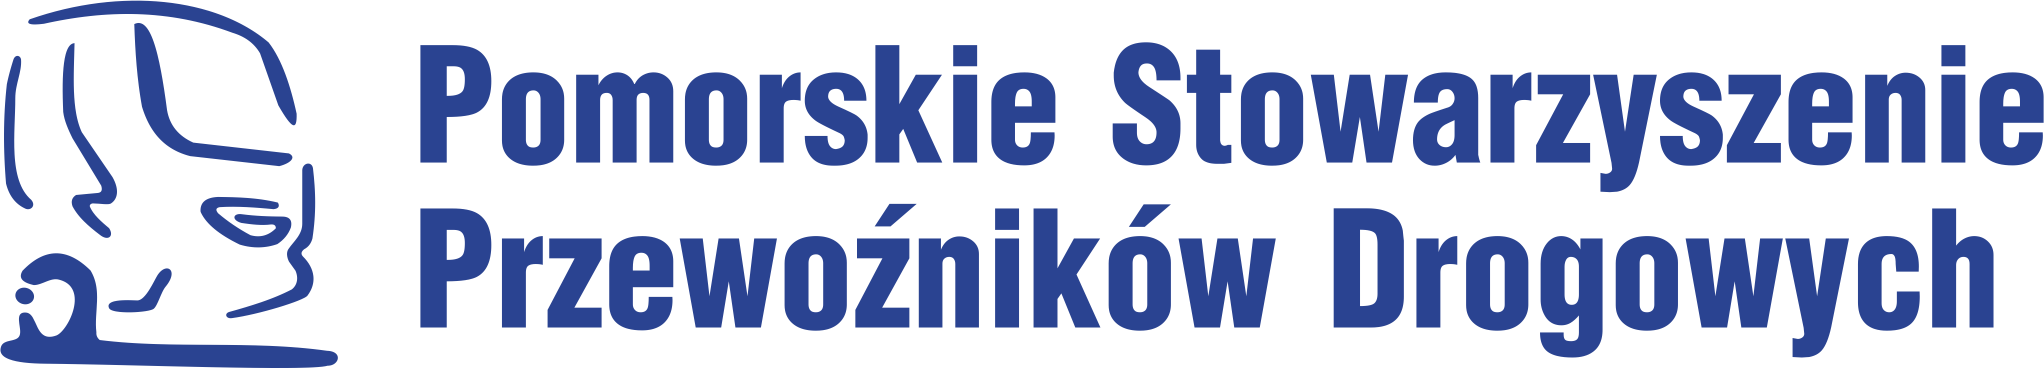 Pomorskie Stowarzyszenie
Przewoźników Drogowych